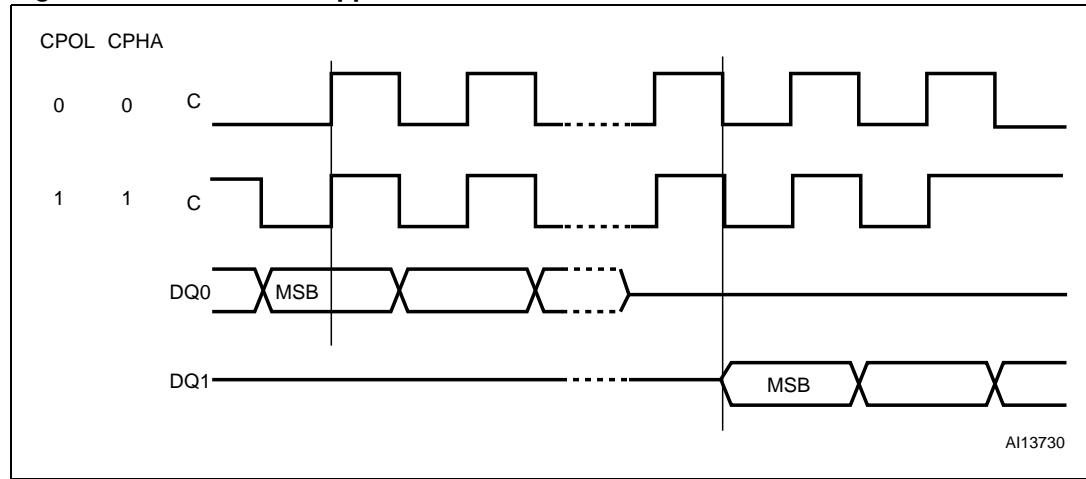 CPOL CPHA
0 0 C
1 1 C
DQ0 MSB
DQ1 MSB
AI13730